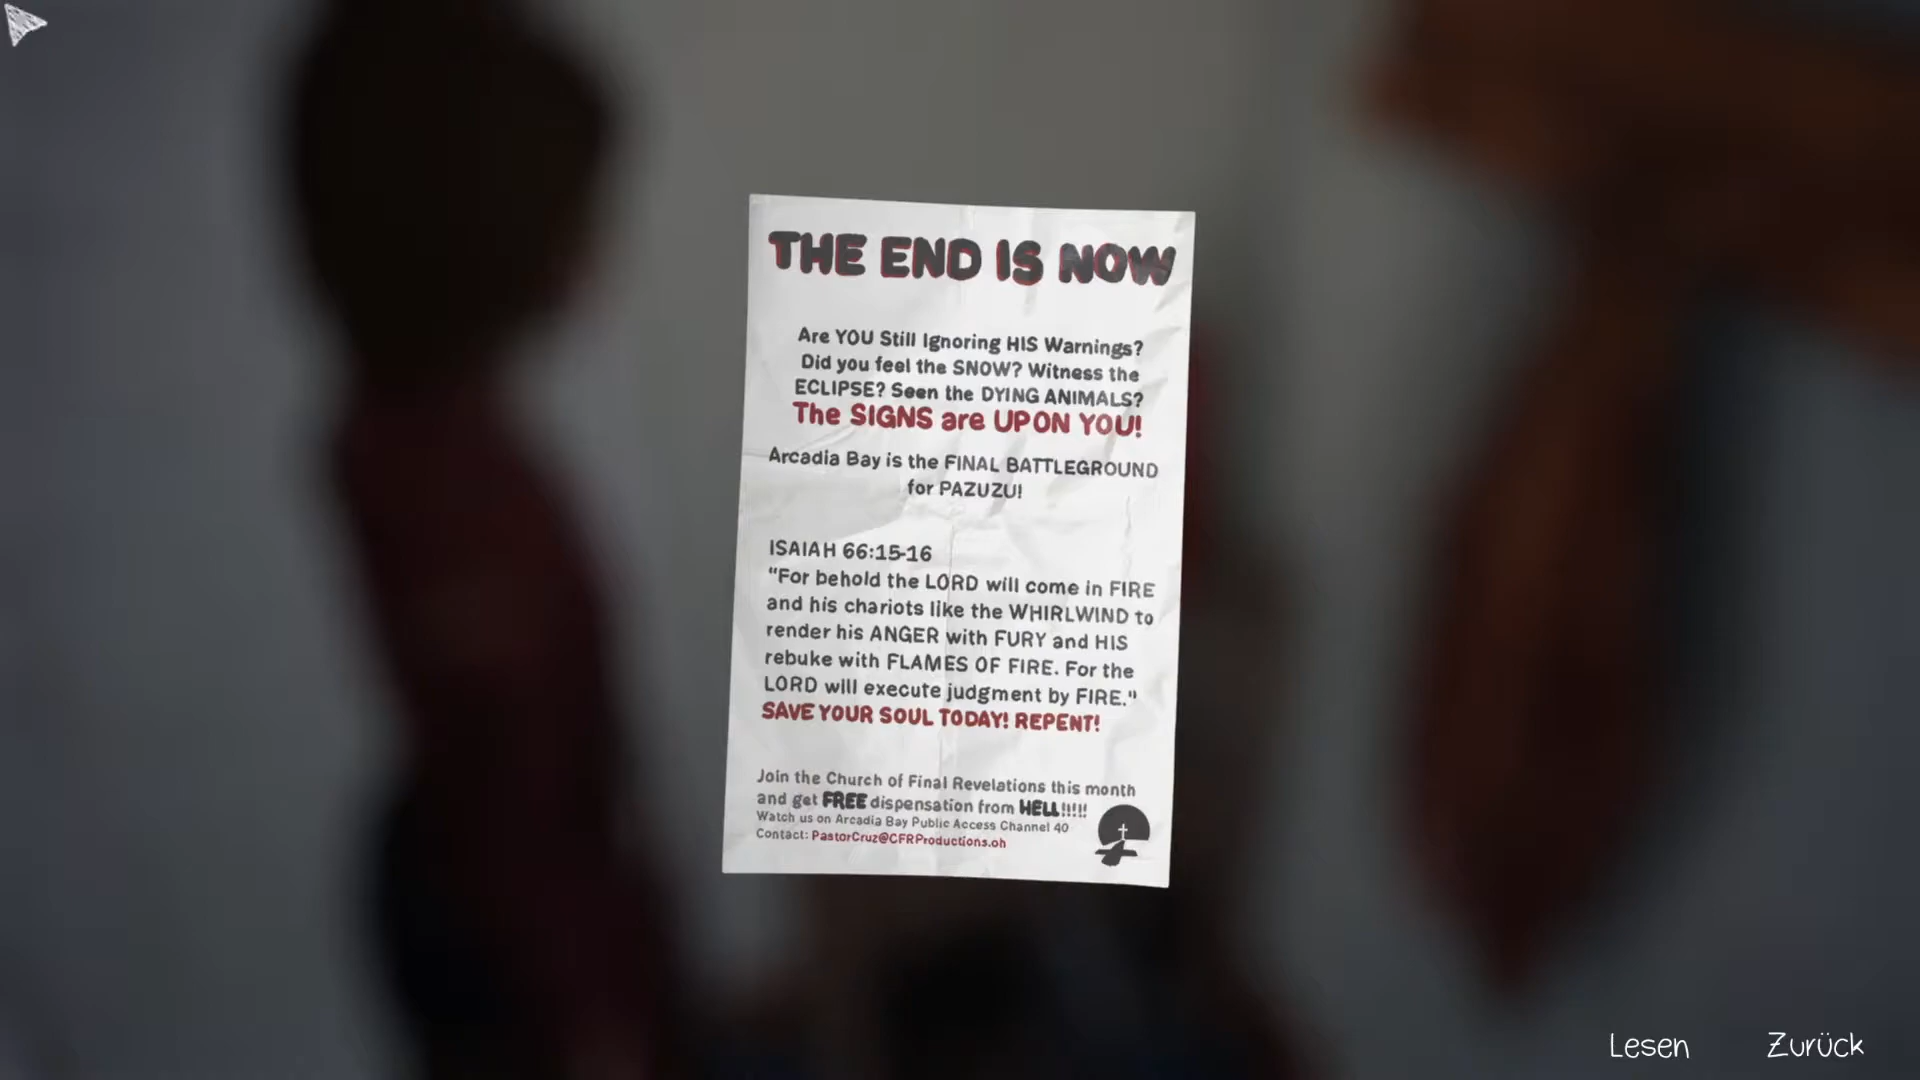 THE END IS NOW
Are YOU Still Ignoring HIS Warnings?
Did you feel the SNOW? Witness the
ECLIPSE? Seen the DYING ANIMALS?
The SIGNS are UPON YOU!
Arcadia Bay is the FINAL BATTLEGROUND
for PAZUZU!
ISAIAH 66:15-16
"For behold the LORD will come in FIRE
and his chariots like the WHIRLWIND to
render his ANGER with FURY and HIS
rebuke with FLAMES OF FIRE. For the
LORD will execute judgment by FIRE."
SAVE YOUR SOUL TODAY! REPENT!
Join the Church of Final Revelations this month
and get FREE dispensation from HELL!!!!!
Watch us on Arcadia Bay Public Access Channel 40
Contact: PastorCruz@CFRProductions.oh
Lesen Zurück